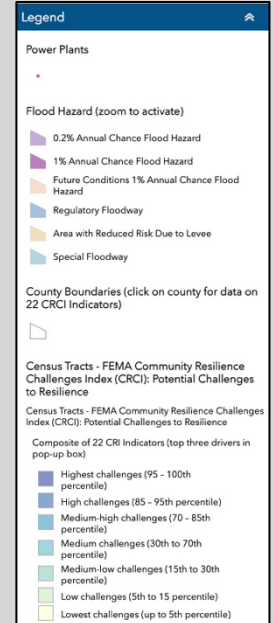 Legend
Power Plants
Flood Hazard (zoom to activate)
0.2% Annual Chance Flood Hazard
1% Annual Chance Flood Hazard
Future Conditions 1% Annual Chance Flood
Hazard
Regulatory Floodway
Area with Reduced Risk Due to Levee
Special Floodway
County Boundaries (click on county for data on
22 CRCI Indicators)
Census Tracts - FEMA Community Resilience
Challenges Index (CRCI): Potential Challenges
to Resilience
Census Tracts - FEMA Community Resilience Challenges
Index (CRCI): Potential Challenges to Resilience
Composite of 22 CRI Indicators (top three drivers in
pop-up box)
Highest challenges (95 - 100th
percentile)
High challenges (85 - 95th percentile)
Medium-high challenges (70 - 85th
percentile)
Medium challenges (30th to 70th
percentile)
Medium-low challenges (15th to 30th
percentile)
Low challenges (5th to 15 percentile)
Lowest challenges (up to 5th percentile)